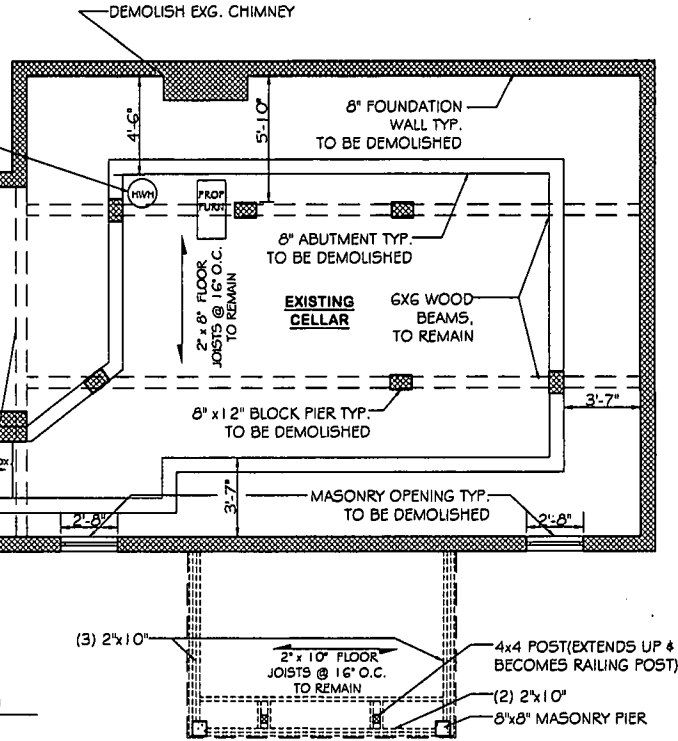 DEMOLISH EXG. CHIMNEY
4'-6"
5'-10"
8" FOUNDATION
WALL TYP.
TO BE DEMOLISHED
HWH
PROP
FURN
8" ABUTMENT TYP.
TO BE DEMOLISHED
2" x 8" FLOOR
JOISTS @ 16" O.C.
TO REMAIN
EXISTING
CELLAR
6X6 WOOD
BEAMS,
TO REMAIN
8" x12" BLOCK PIER TYP.
TO BE DEMOLISHED
3'-7"
3'-7"
MASONRY OPENING TYP.
TO BE DEMOLISHED
2'-8"
2'-8"
(3) 2"x10"
2" x 10" FLOOR
JOISTS @ 16" O.C.
TO REMAIN
4x4 POST(EXTENDS UP &
BECOMES RAILING POST)
(2) 2"x10"
8"x8" MASONRY PIER